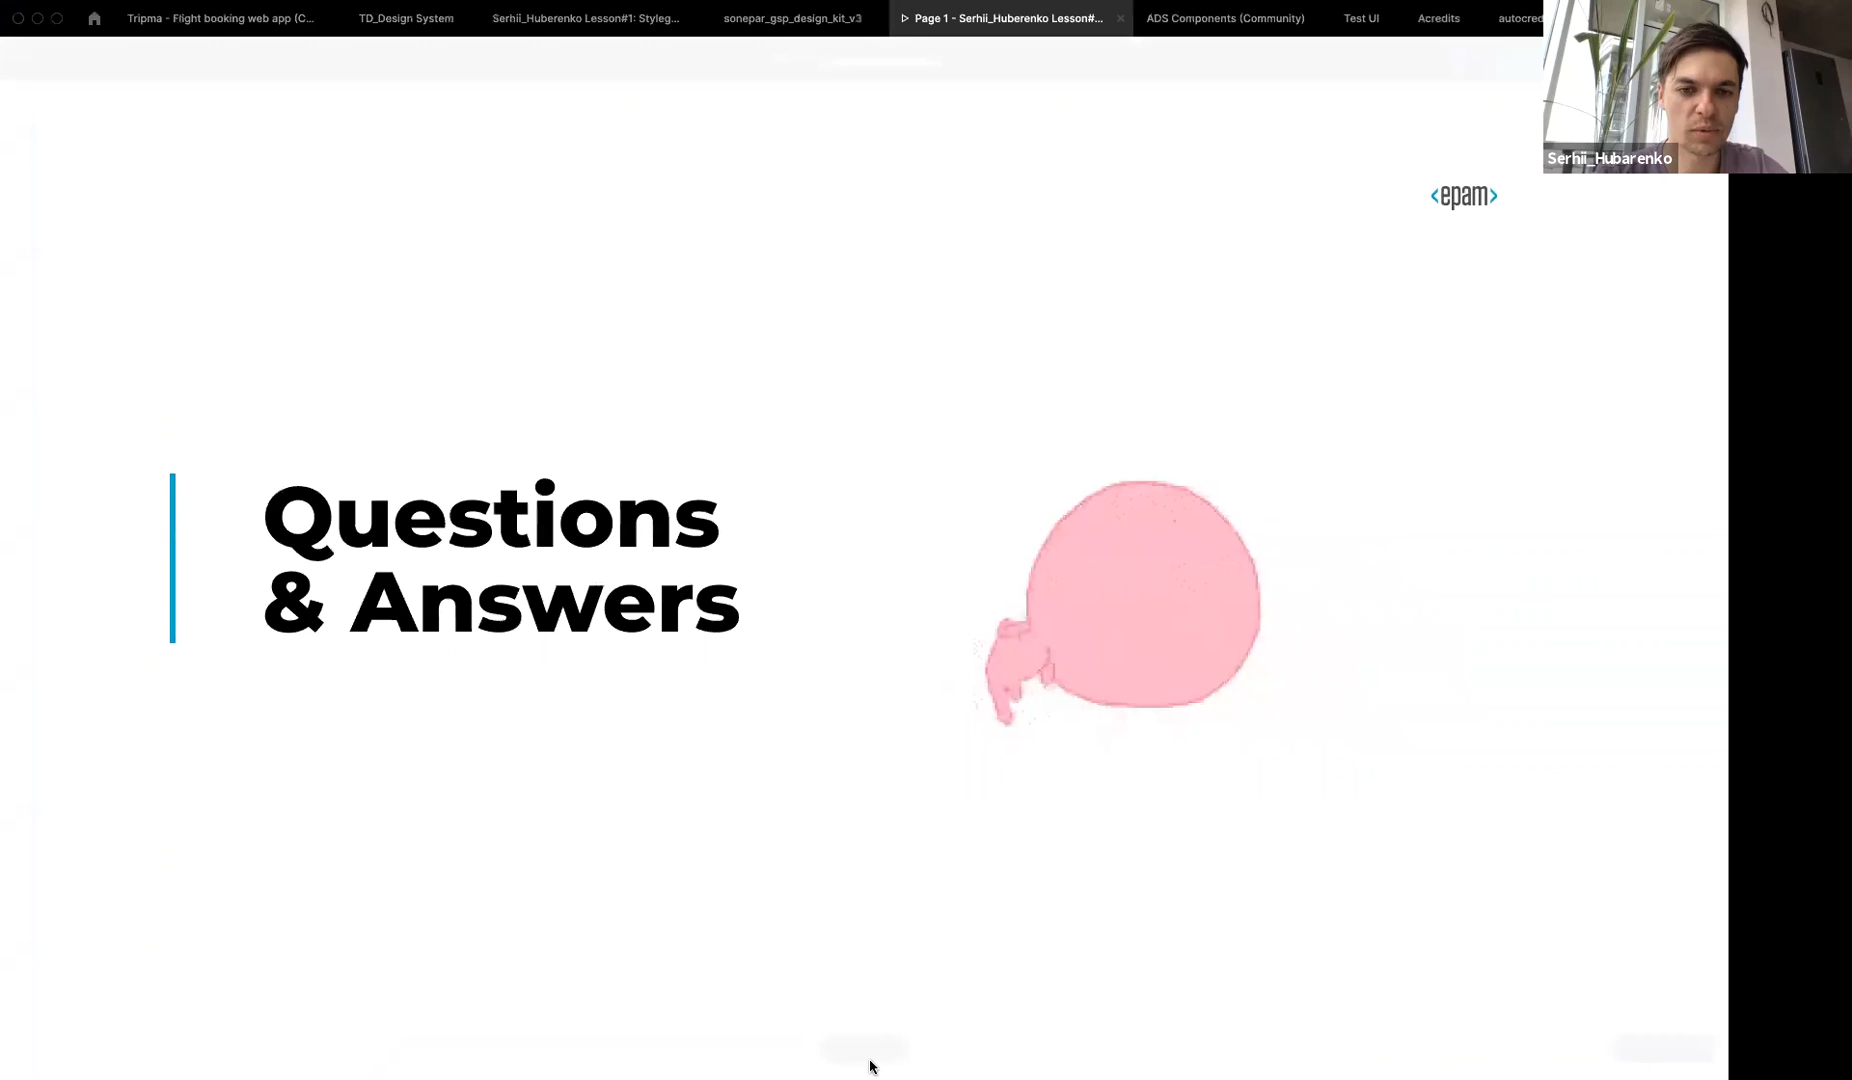 Tripma - Flight booking web app (C...
TD_Design System
Serhii_Huberenko Lesson#1: Styleg...
sonepar_gsp_design_kit_v3
Page 1 - Serhii_Huberenko Lesson#...
ADS Components (Community)
Test UI
Acredits
autocred
Serhii_Hubarenko
<epam>
Questions
& Answers